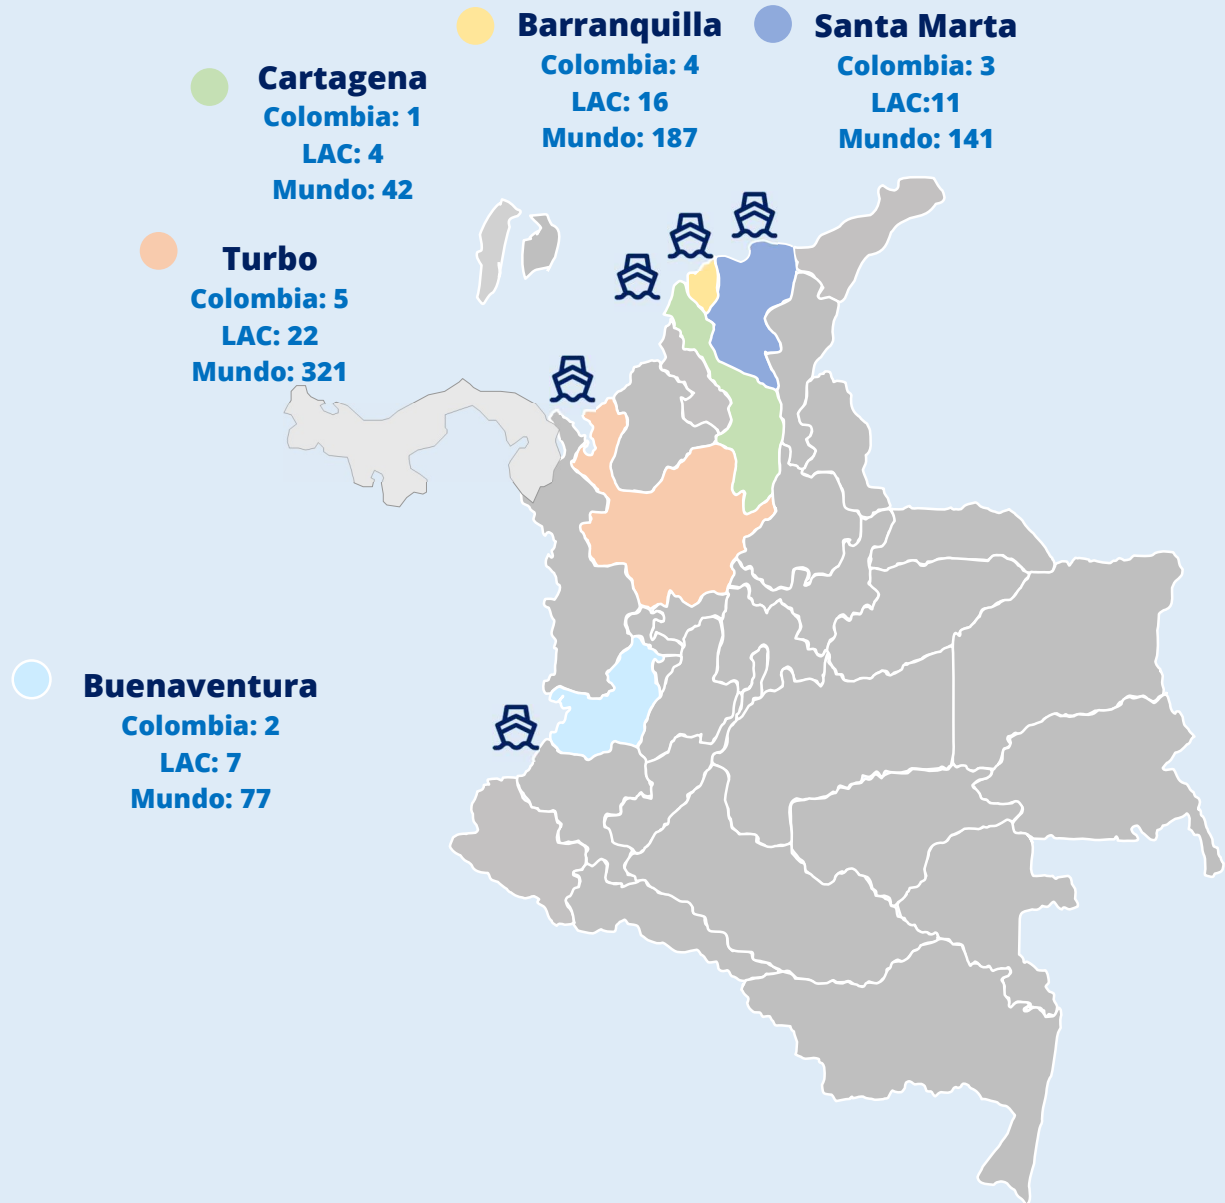 Barranquilla
Colombia: 4
LAC: 16
Mundo: 187
Santa Marta
Colombia: 3
LAC:11
Mundo: 141
Cartagena
Colombia: 1
LAC: 4
Mundo: 42
Turbo
Colombia: 5
LAC: 22
Mundo: 321
Buenaventura
Colombia: 2
LAC: 7
Mundo: 77